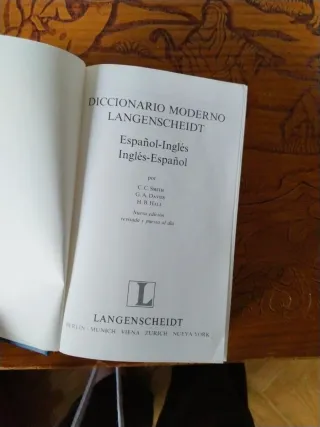 DICCIONARIO MODERNO
LANGENSCHEIDT
Español-Inglés
Inglés-Español
por
C. C. SMITH
G. A. DAVIES
H. B. HALL
Nueva edición
revisada y puesta al día
L
LANGENSCHEIDT
BERLIN · MUNICH · VIENA · ZURICH · NUEVA YORK